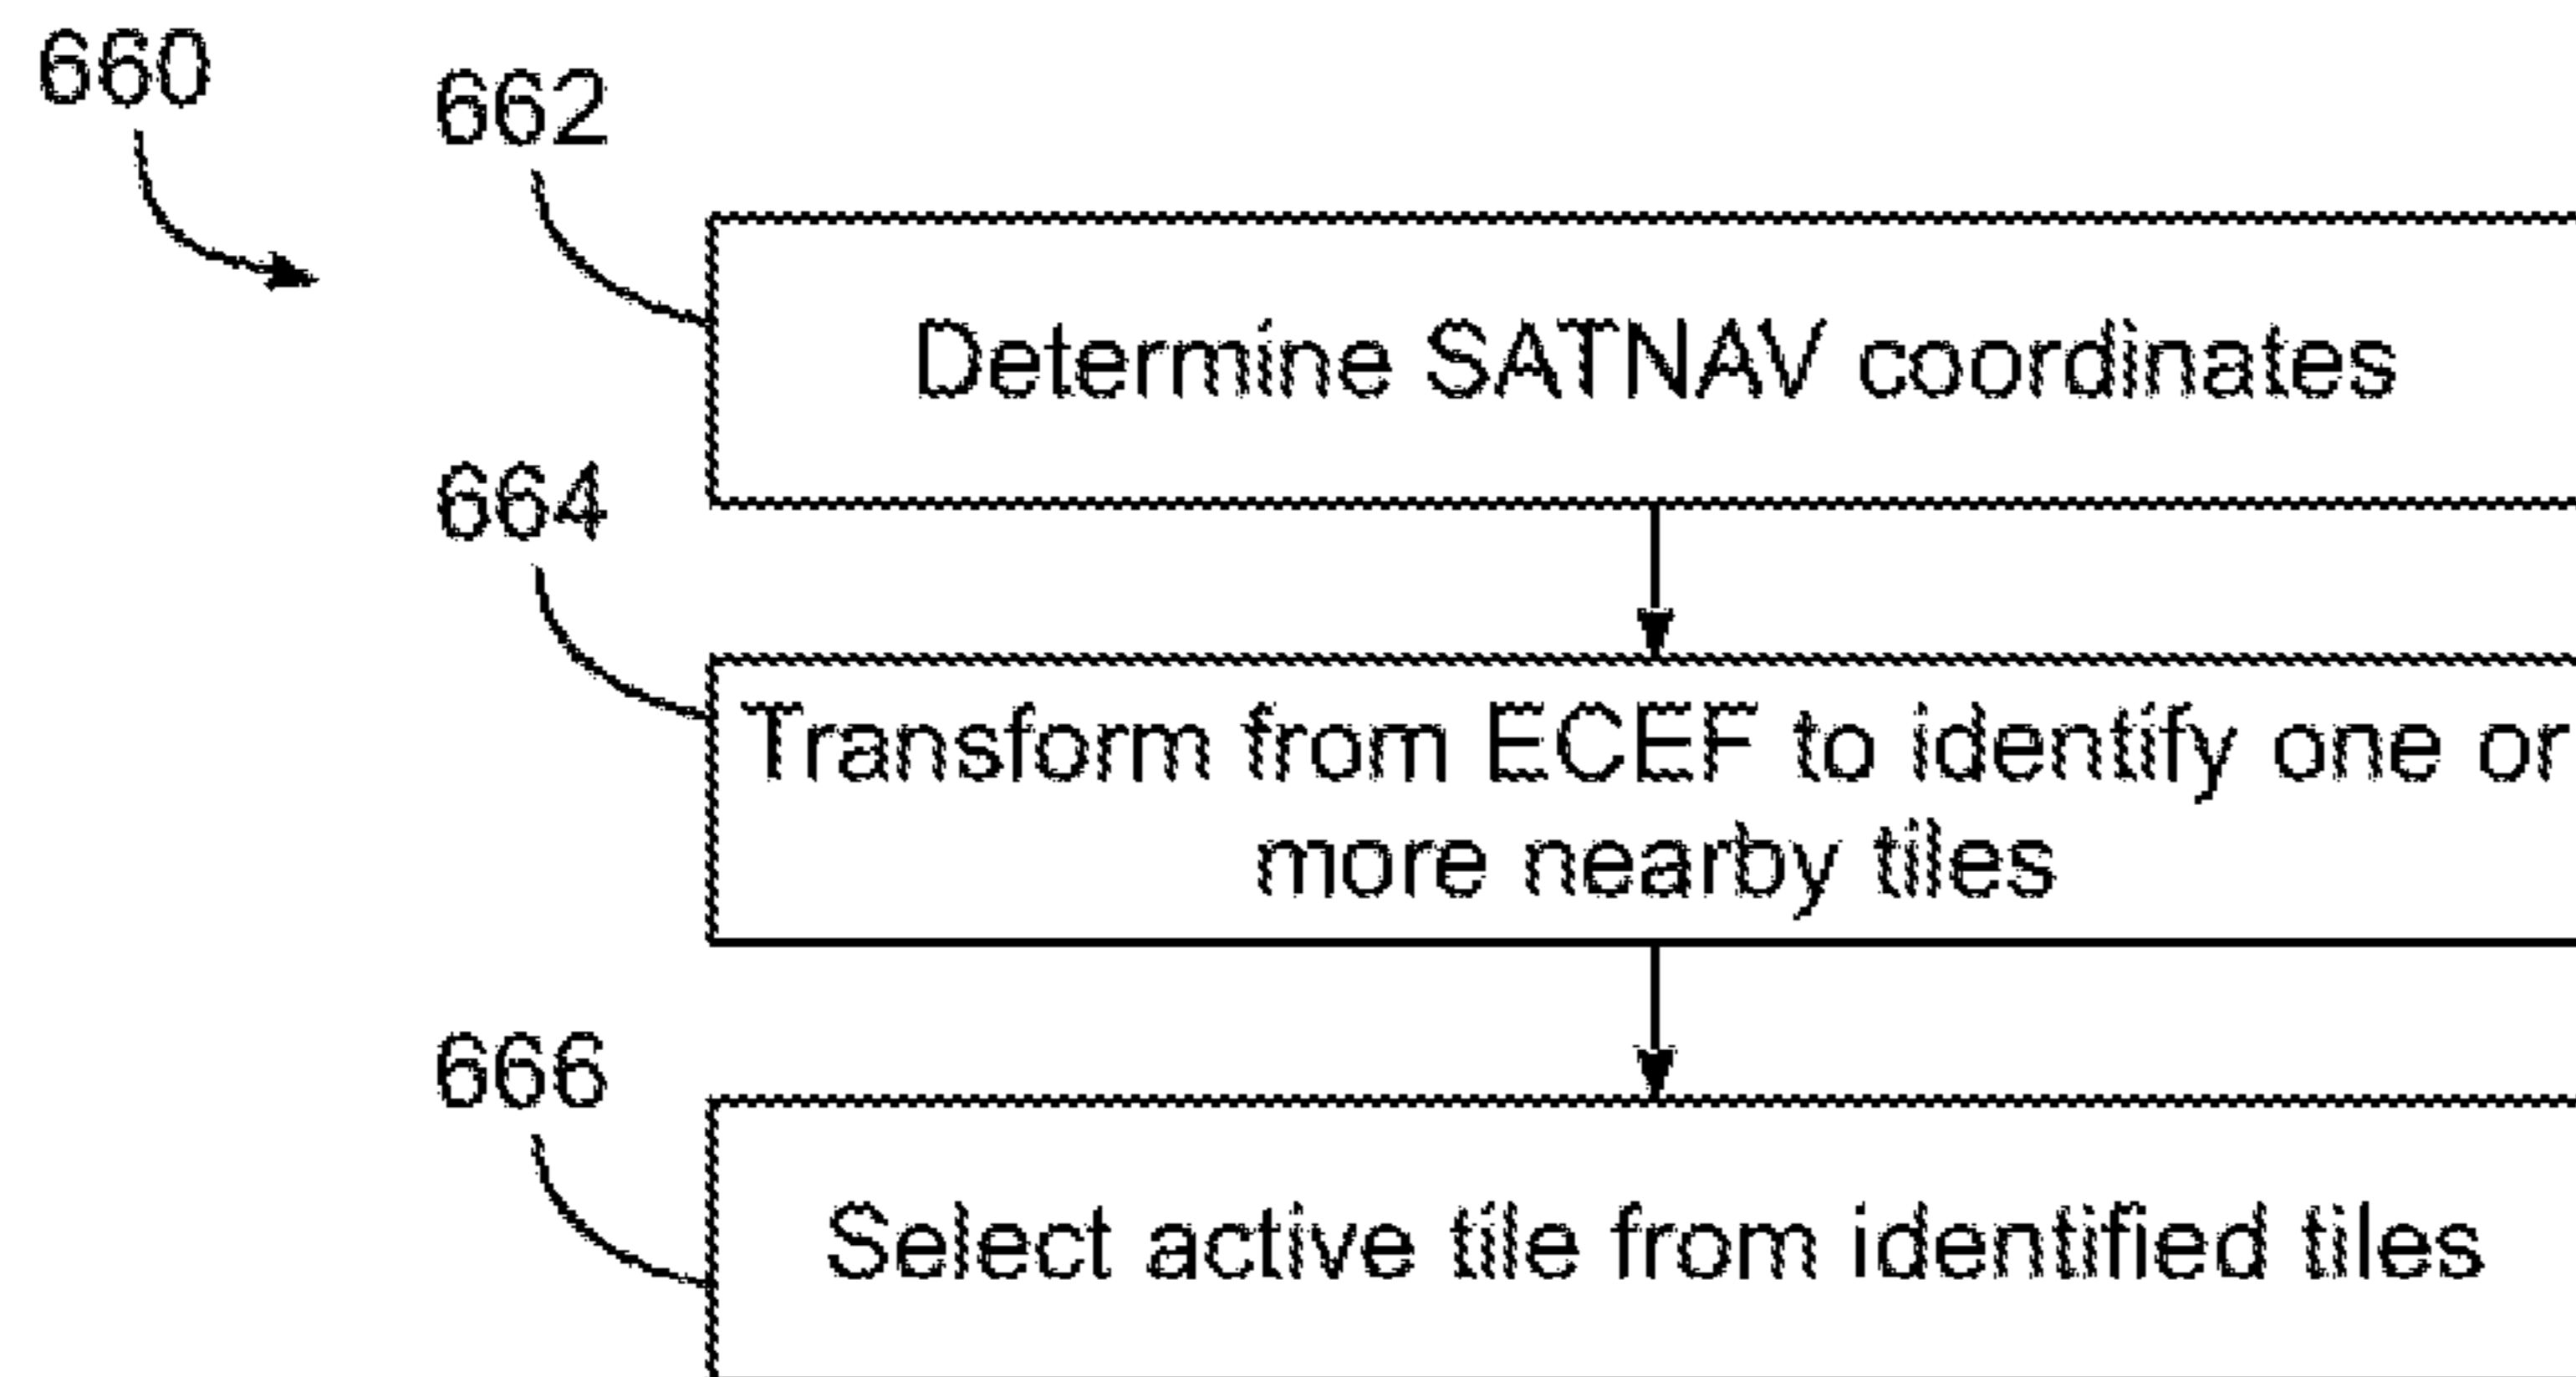 660
662
Determine SATNAV coordinates
664
Transform from ECEF to identify one or
more nearby tiles
666
Select active tile from identified tiles